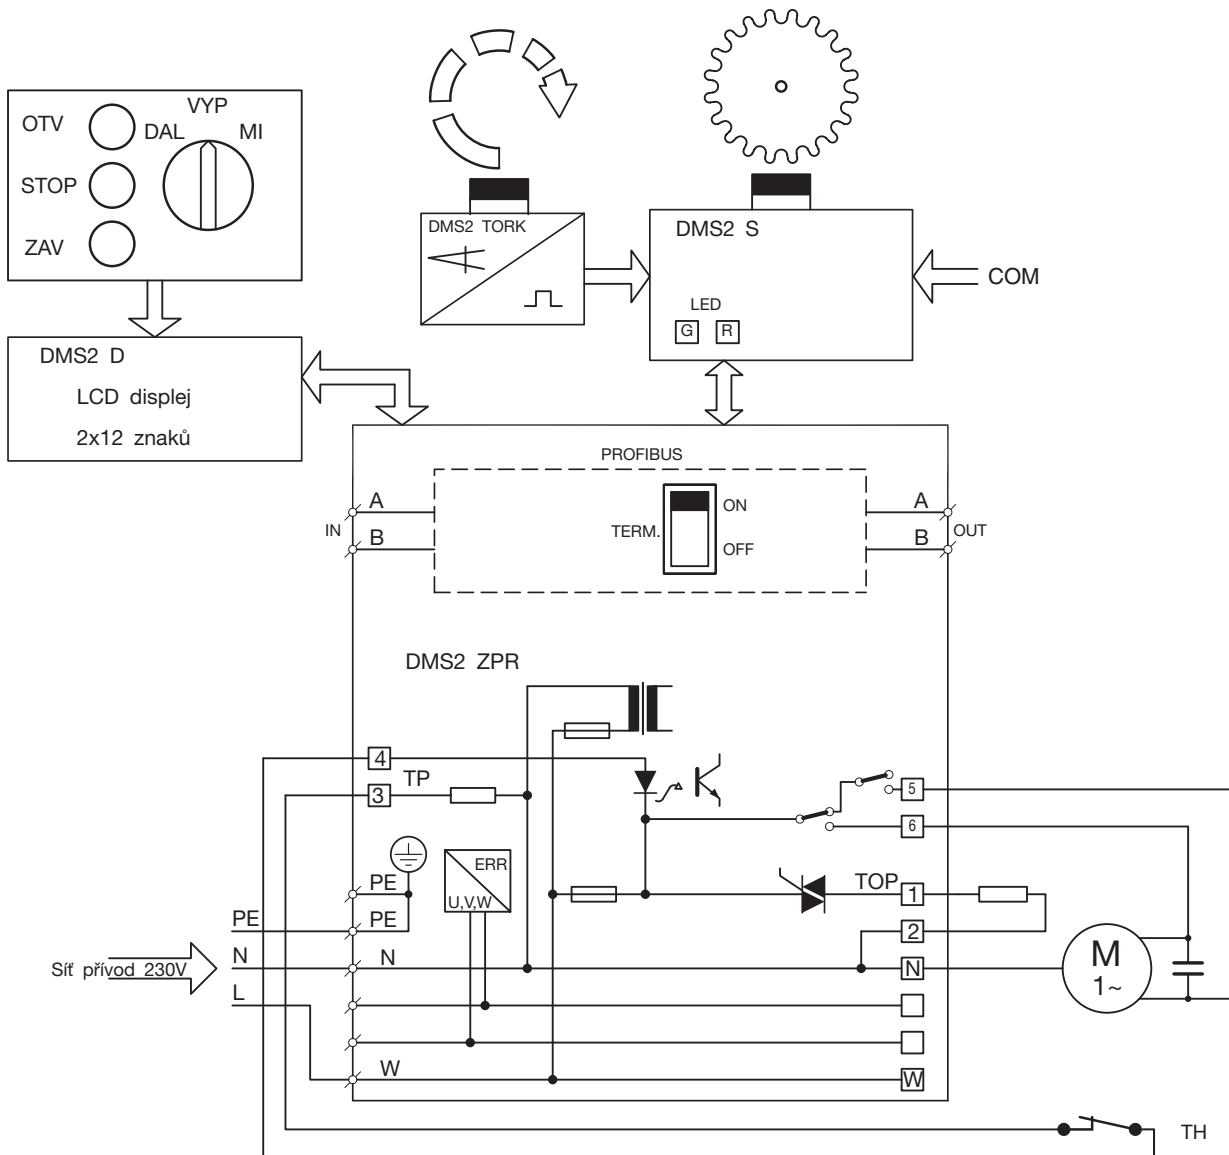 VYP
OTV
DAL
MI
STOP
ZAV
DMS2 TORK
DMS2 S
COM
LED
G
R
DMS2 D
LCD displej
2x12 znaků
PROFIBUS
A
IN
B
TERM.
ON
OFF
A
OUT
B
DMS2 ZPR
4
TP
3
5
6
ERR
U,V,W
PE
TOP
1
PE
PE
2
N
N
N
M
1~
Síť přívod 230V
L
W
W
TH